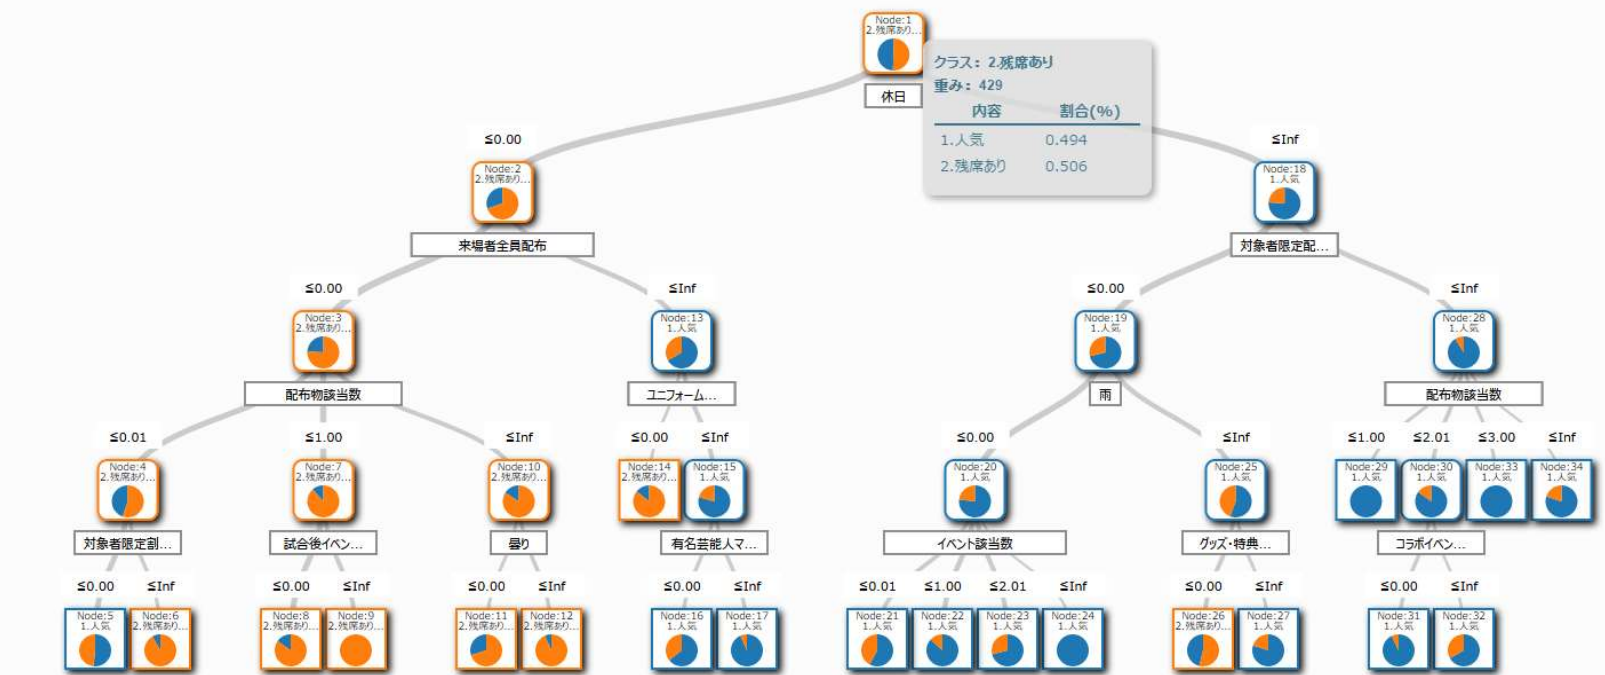 Node:1
2.残席あり...
休日
クラス: 2.残席あり
重み: 429
内容 割合(%)
1.人気 0.494
2.残席あり 0.506
≦0.00 ≦Inf
Node:2
2.残席あり...
来場者全員配布
Node:18
1.人気
対象者限定配...
≦0.00 ≦Inf ≦0.00 ≦Inf
Node:3
2.残席あり...
配布物該当数
Node:13
1.人気
ユニフォーム...
Node:19
1.人気
雨
Node:28
1.人気
配布物該当数
≦0.01 ≦1.00 ≦Inf ≦0.00 ≦Inf ≦0.00 ≦Inf ≦1.00 ≦2.01 ≦3.00 ≦Inf
Node:4
2.残席あり...
対象者限定割...
Node:7
2.残席あり...
試合後イベン...
Node:10
2.残席あり...
曇り
Node:14
2.残席あり...
Node:15
1.人気
有名芸能人マ...
Node:20
1.人気
イベント該当数
Node:25
1.人気
グッズ・特典...
Node:29
1.人気
Node:30
1.人気
コラボイベン...
Node:33
1.人気
Node:34
1.人気
≦0.00 ≦Inf ≦0.00 ≦Inf ≦0.00 ≦Inf ≦0.00 ≦Inf ≦0.01 ≦1.00 ≦2.01 ≦Inf ≦0.00 ≦Inf ≦0.00 ≦Inf
Node:5
1.人気
Node:6
2.残席あり...
Node:8
2.残席あり...
Node:9
2.残席あり...
Node:11
2.残席あり...
Node:12
2.残席あり...
Node:16
1.人気
Node:17
1.人気
Node:21
1.人気
Node:22
1.人気
Node:23
1.人気
Node:24
1.人気
Node:26
2.残席あり...
Node:27
1.人気
Node:31
1.人気
Node:32
1.人気